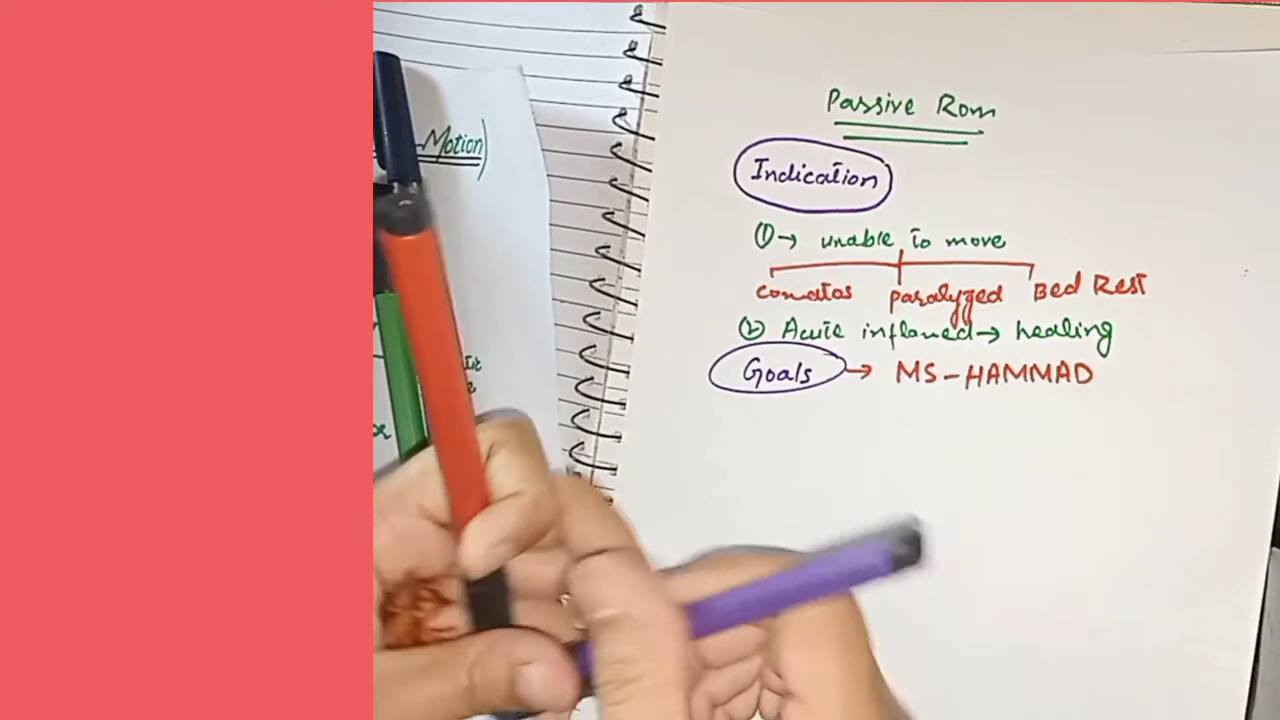 Motion)
Passive Rom
Indication
① → unable to move
comatos paralyzed Bed Rest
② Acute inflamed → healing
Goals → MS-HAMMAD